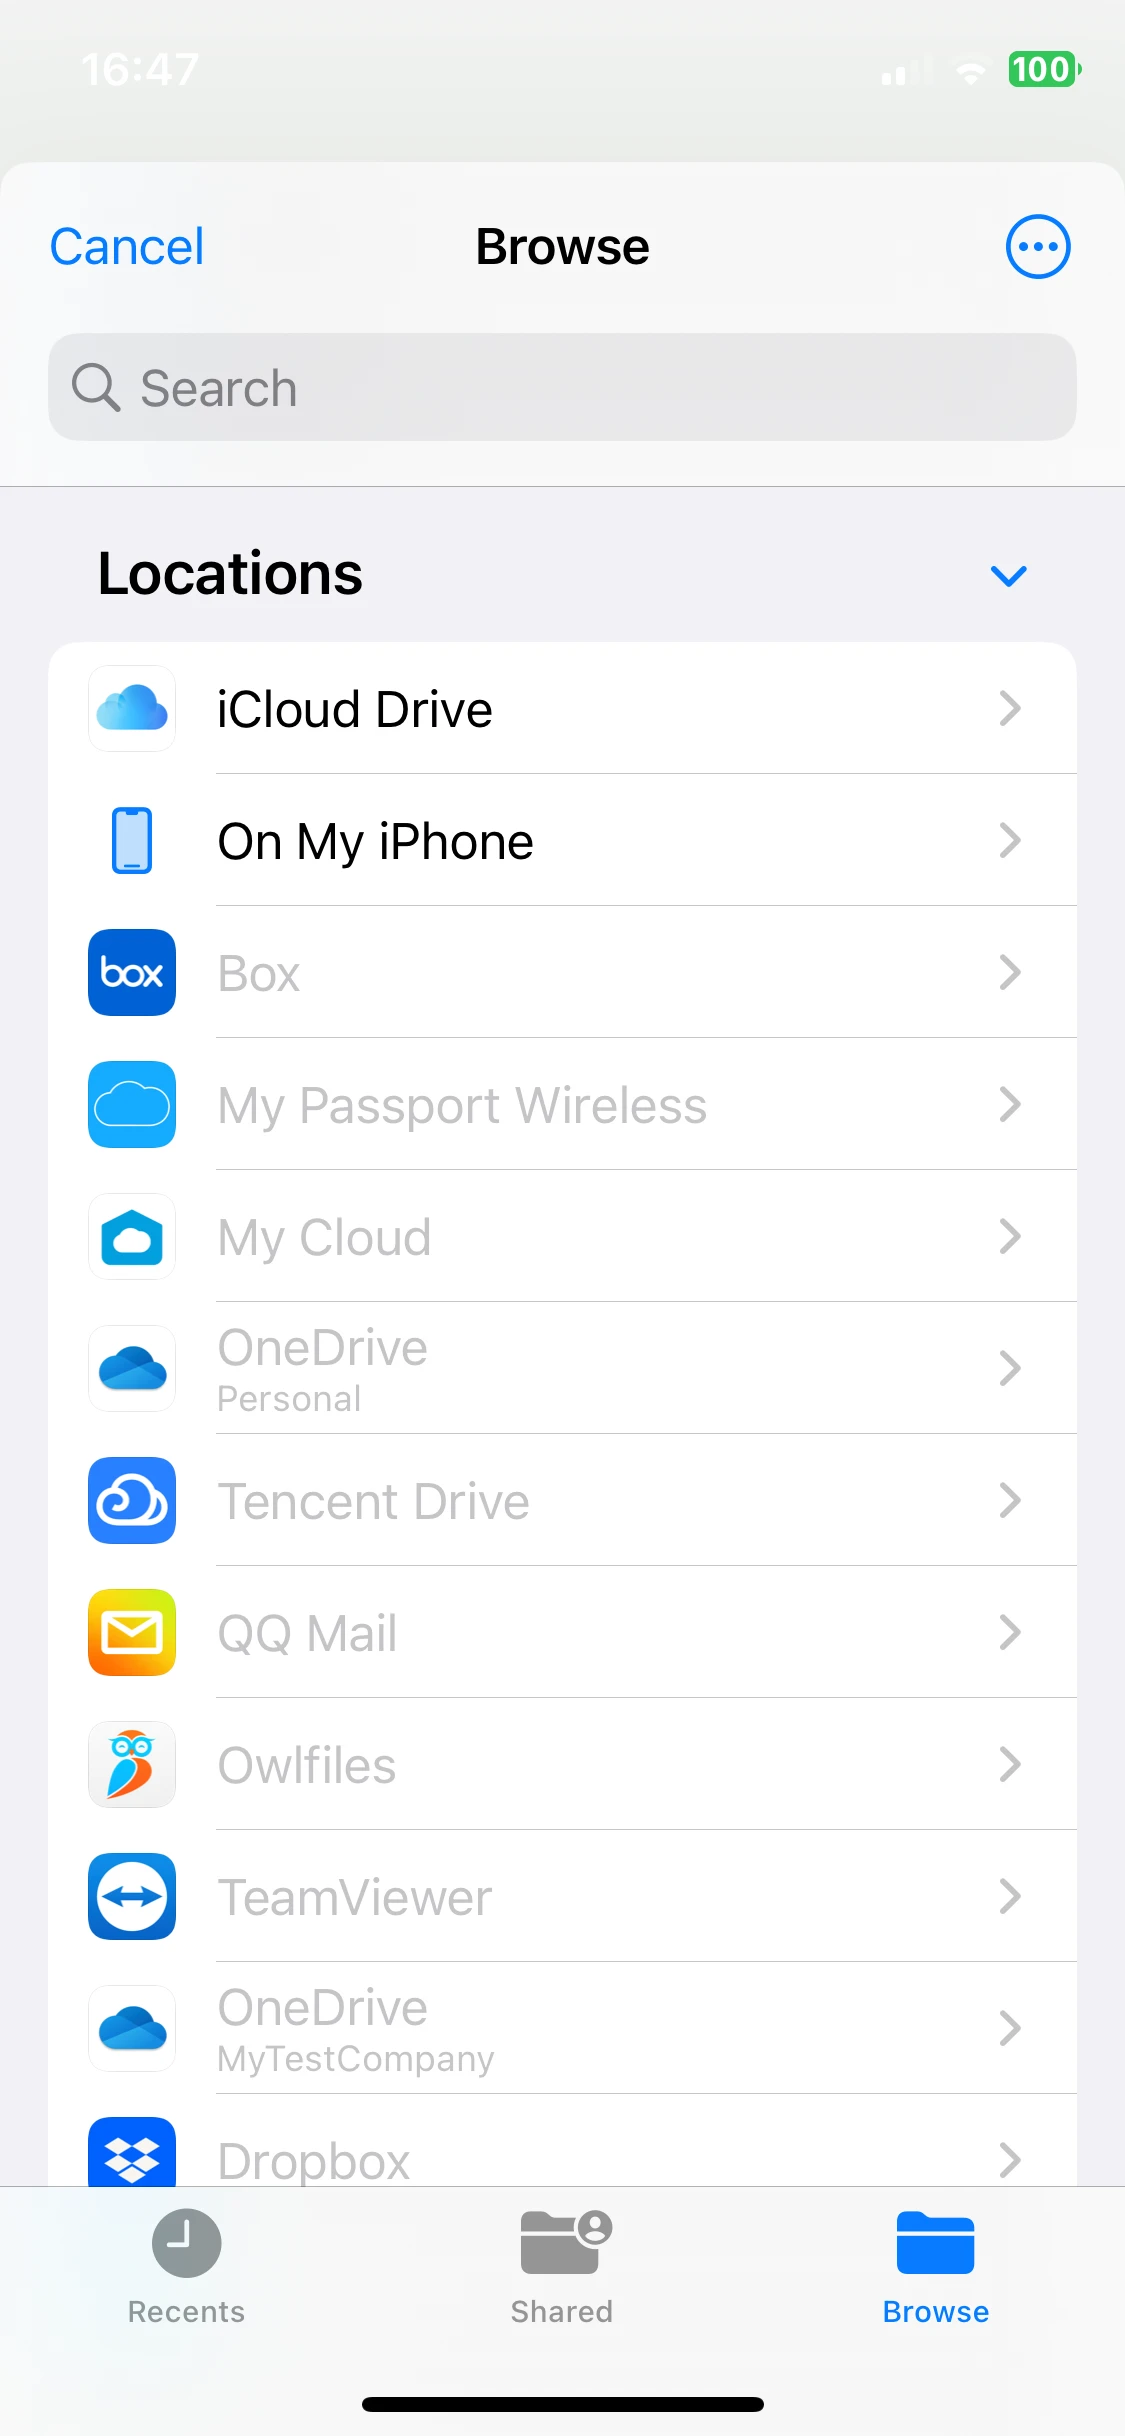 16:47
100
Cancel
Browse
Search
Locations
iCloud Drive
On My iPhone
box
Box
My Passport Wireless
My Cloud
OneDrive
Personal
Tencent Drive
QQ Mail
Owlfiles
TeamViewer
OneDrive
MyTestCompany
Dropbox
Recents
Shared
Browse